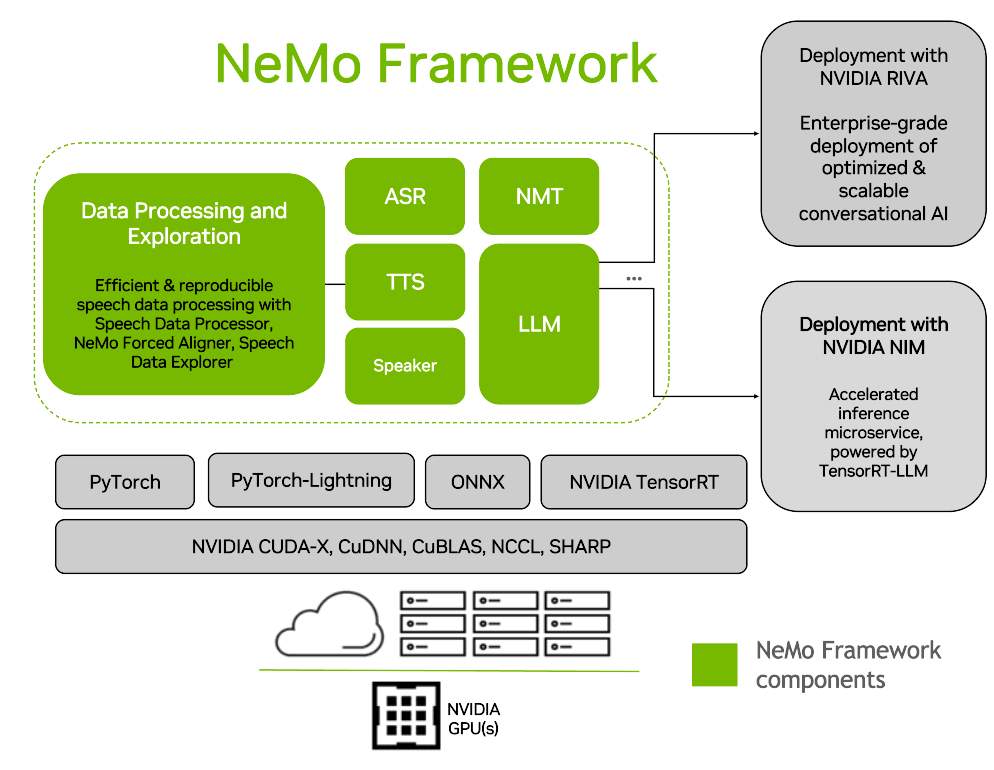 NeMo Framework
Deployment with
NVIDIA RIVA
Enterprise-grade
deployment of
optimized &
scalable
conversational AI
Data Processing and
Exploration
Efficient & reproducible
speech data processing with
Speech Data Processor,
NeMo Forced Aligner, Speech
Data Explorer
ASR
NMT
TTS
LLM
Speaker
...
Deployment with
NVIDIA NIM
Accelerated
inference
microservice,
powered by
TensorRT-LLM
PyTorch
PyTorch-Lightning
ONNX
NVIDIA TensorRT
NVIDIA CUDA-X, CuDNN, CuBLAS, NCCL, SHARP
NVIDIA
GPU(s)
NeMo Framework
components